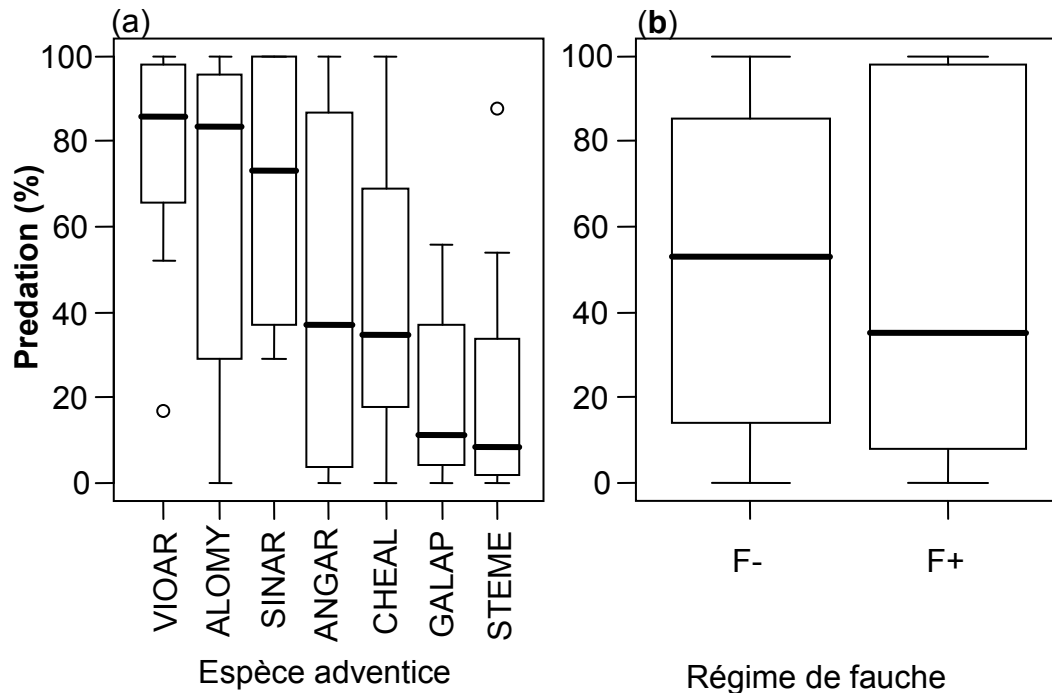 (a)
Predation (%)
100
80
60
40
20
0
VIOAR
ALOMY
SINAR
ANGAR
CHEAL
GALAP
STEME
Espèce adventice
(b)
100
80
60
40
20
0
F-
F+
Régime de fauche